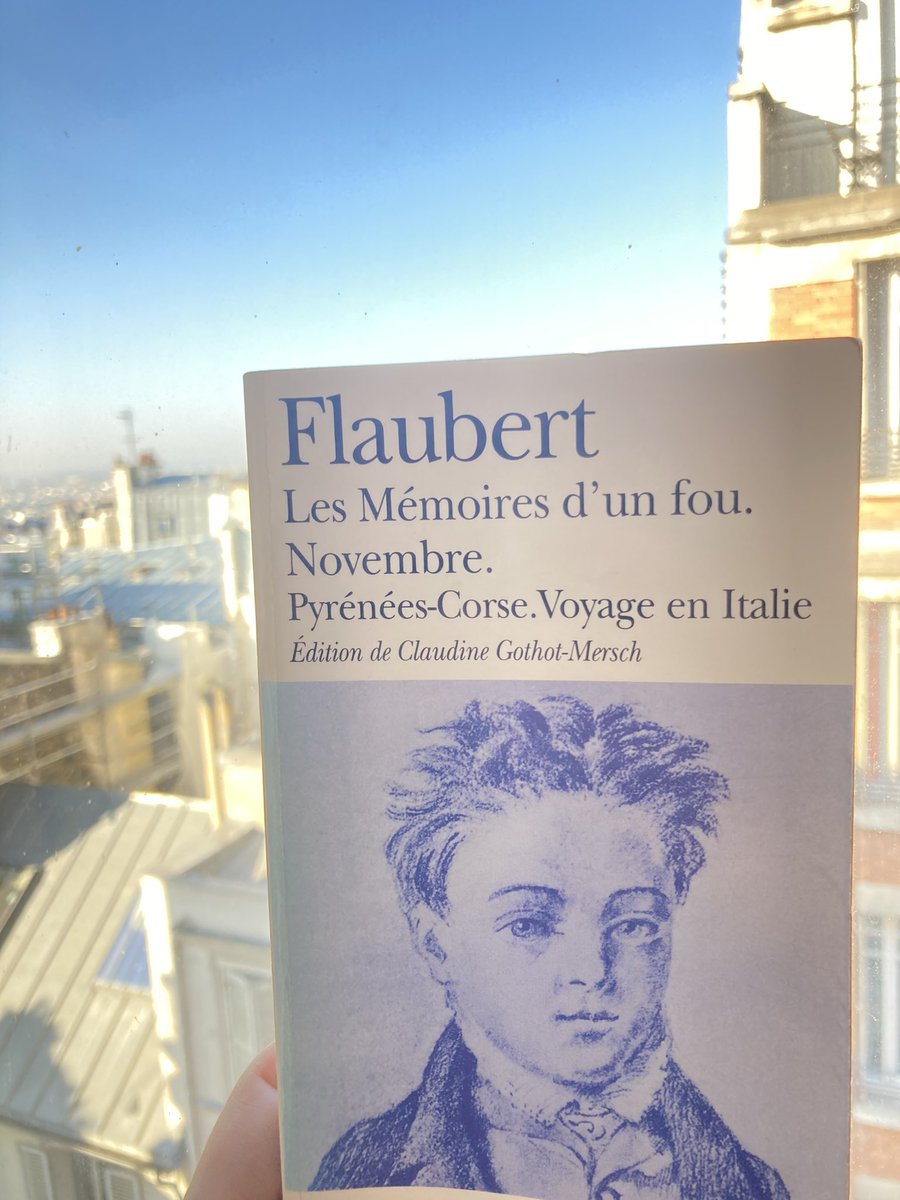 Flaubert
Les Mémoires d’un fou.
Novembre.
Pyrénées-Corse.Voyage en Italie
Édition de Claudine Gothot-Mersch